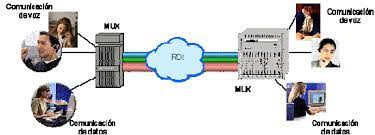 Comunicación
de voz
MUX
Comunicación
de datos
RDI
MUX
Comunicación
de voz
Comunicación
de datos